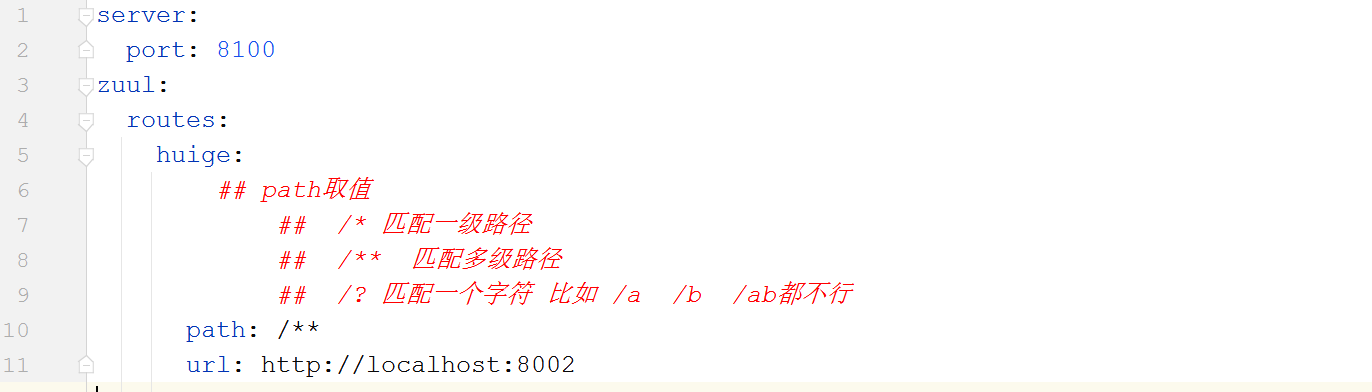 1 server:
2   port: 8100
3 zuul:
4   routes:
5     huige:
6         ## path取值
7             ##  /* 匹配一级路径
8             ##  /**  匹配多级路径
9             ##  /? 匹配一个字符 比如 /a  /b  /ab都不行
10       path: /**
11       url: http://localhost:8002